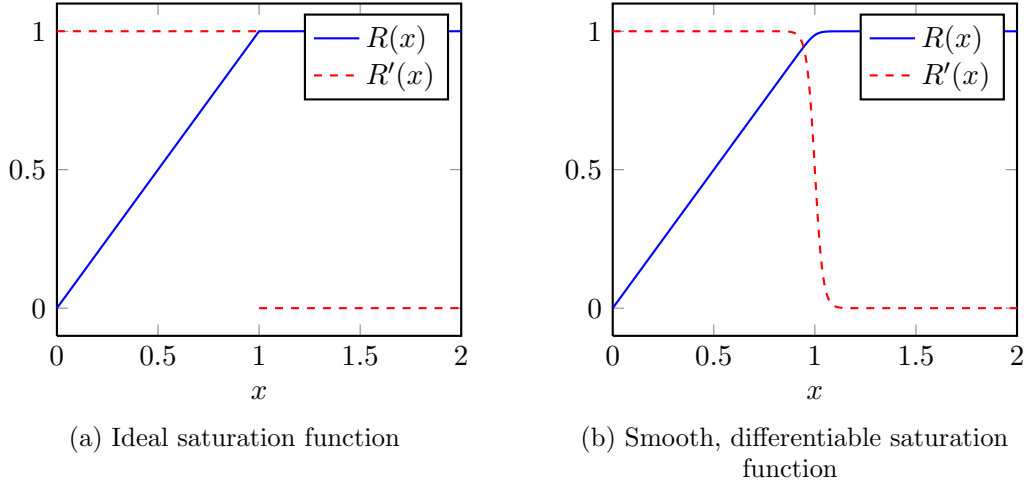 1
0.5
0
0
0.5
1
1.5
2
x
R(x)
R′(x)
(a) Ideal saturation function
1
0.5
0
0
0.5
1
1.5
2
x
R(x)
R′(x)
(b) Smooth, differentiable saturation
function